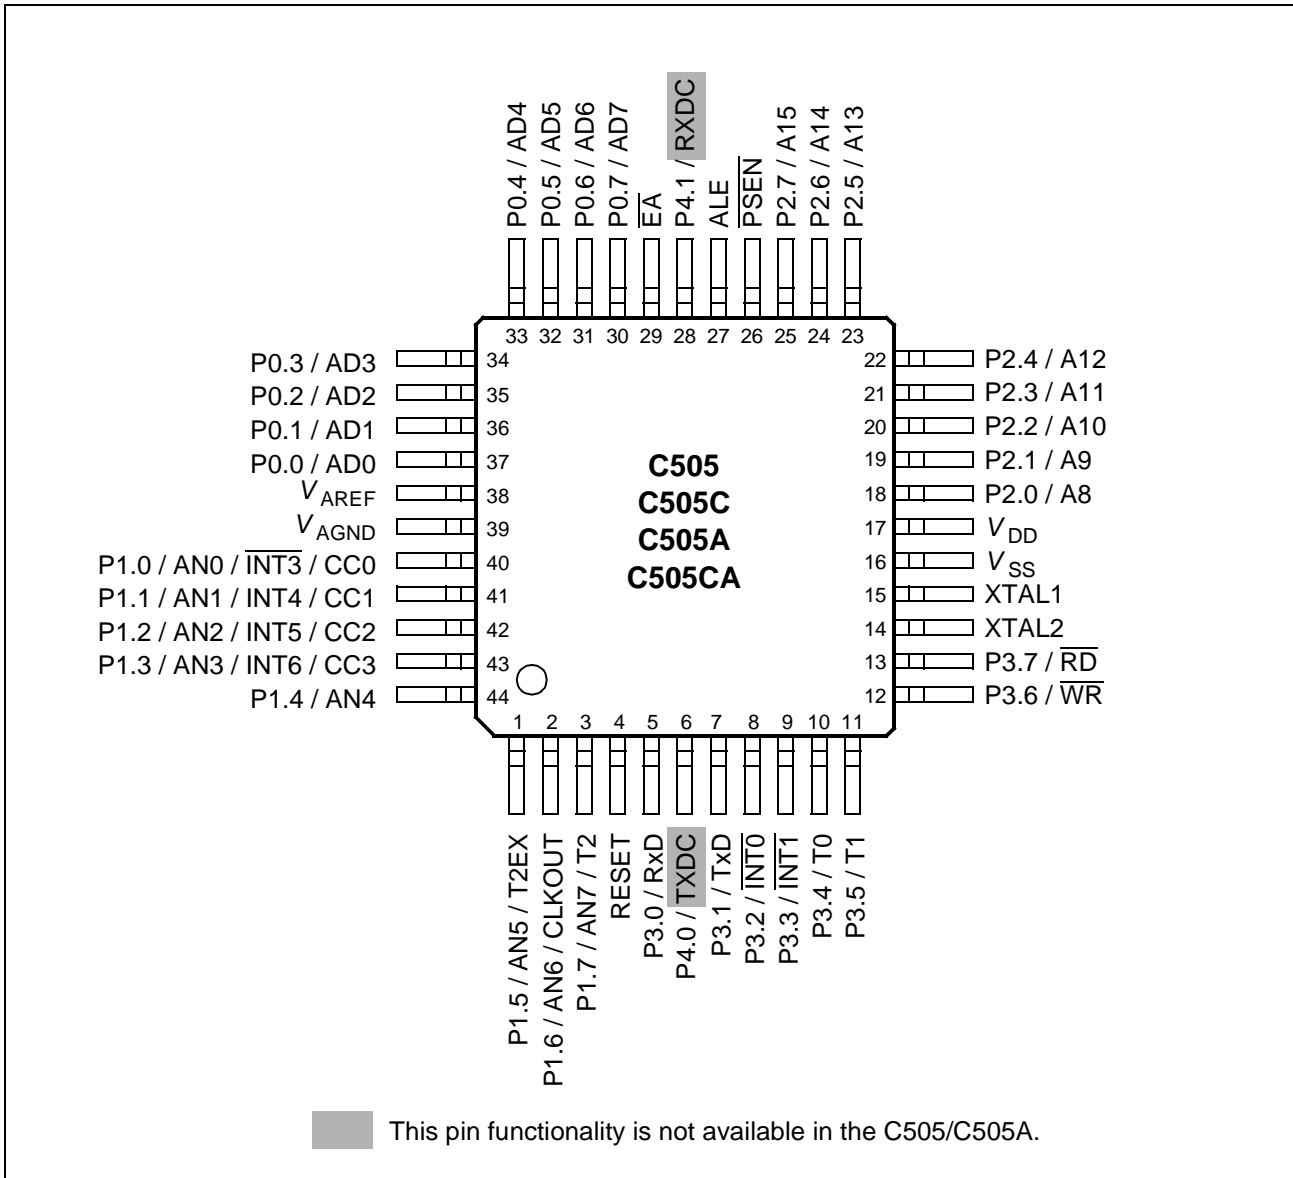 P0.4 / AD4
P0.5 / AD5
P0.6 / AD6
P0.7 / AD7
E̅A̅
P4.1 / RXDC
ALE
P̅S̅E̅N̅
P2.7 / A15
P2.6 / A14
P2.5 / A13
33 32 31 30 29 28 27 26 25 24 23
P0.3 / AD3 34
P0.2 / AD2 35
P0.1 / AD1 36
P0.0 / AD0 37
VAREF 38
VAGND 39
P1.0 / AN0 / I̅N̅T̅3̅ / CC0 40
P1.1 / AN1 / INT4 / CC1 41
P1.2 / AN2 / INT5 / CC2 42
P1.3 / AN3 / INT6 / CC3 43
P1.4 / AN4 44
C505
C505C
C505A
C505CA
22 P2.4 / A12
21 P2.3 / A11
20 P2.2 / A10
19 P2.1 / A9
18 P2.0 / A8
17 VDD
16 VSS
15 XTAL1
14 XTAL2
13 P3.7 / R̅D̅
12 P3.6 / W̅R̅
1 2 3 4 5 6 7 8 9 10 11
P1.5 / AN5 / T2EX
P1.6 / AN6 / CLKOUT
P1.7 / AN7 / T2
RESET
P3.0 / RxD
P4.0 / TXDC
P3.1 / TxD
P3.2 / I̅N̅T̅0̅
P3.3 / I̅N̅T̅1̅
P3.4 / T0
P3.5 / T1
This pin functionality is not available in the C505/C505A.